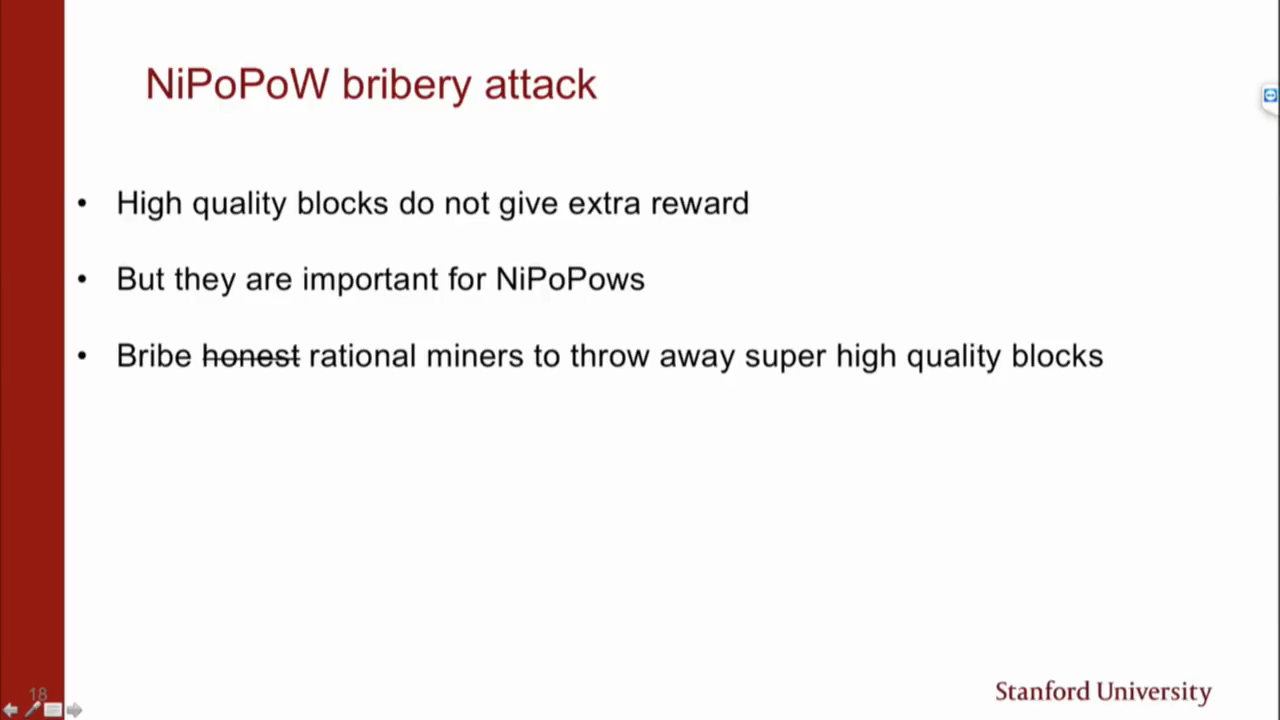 NiPoPoW bribery attack
• High quality blocks do not give extra reward
• But they are important for NiPoPows
• Bribe honest rational miners to throw away super high quality blocks
18
Stanford University